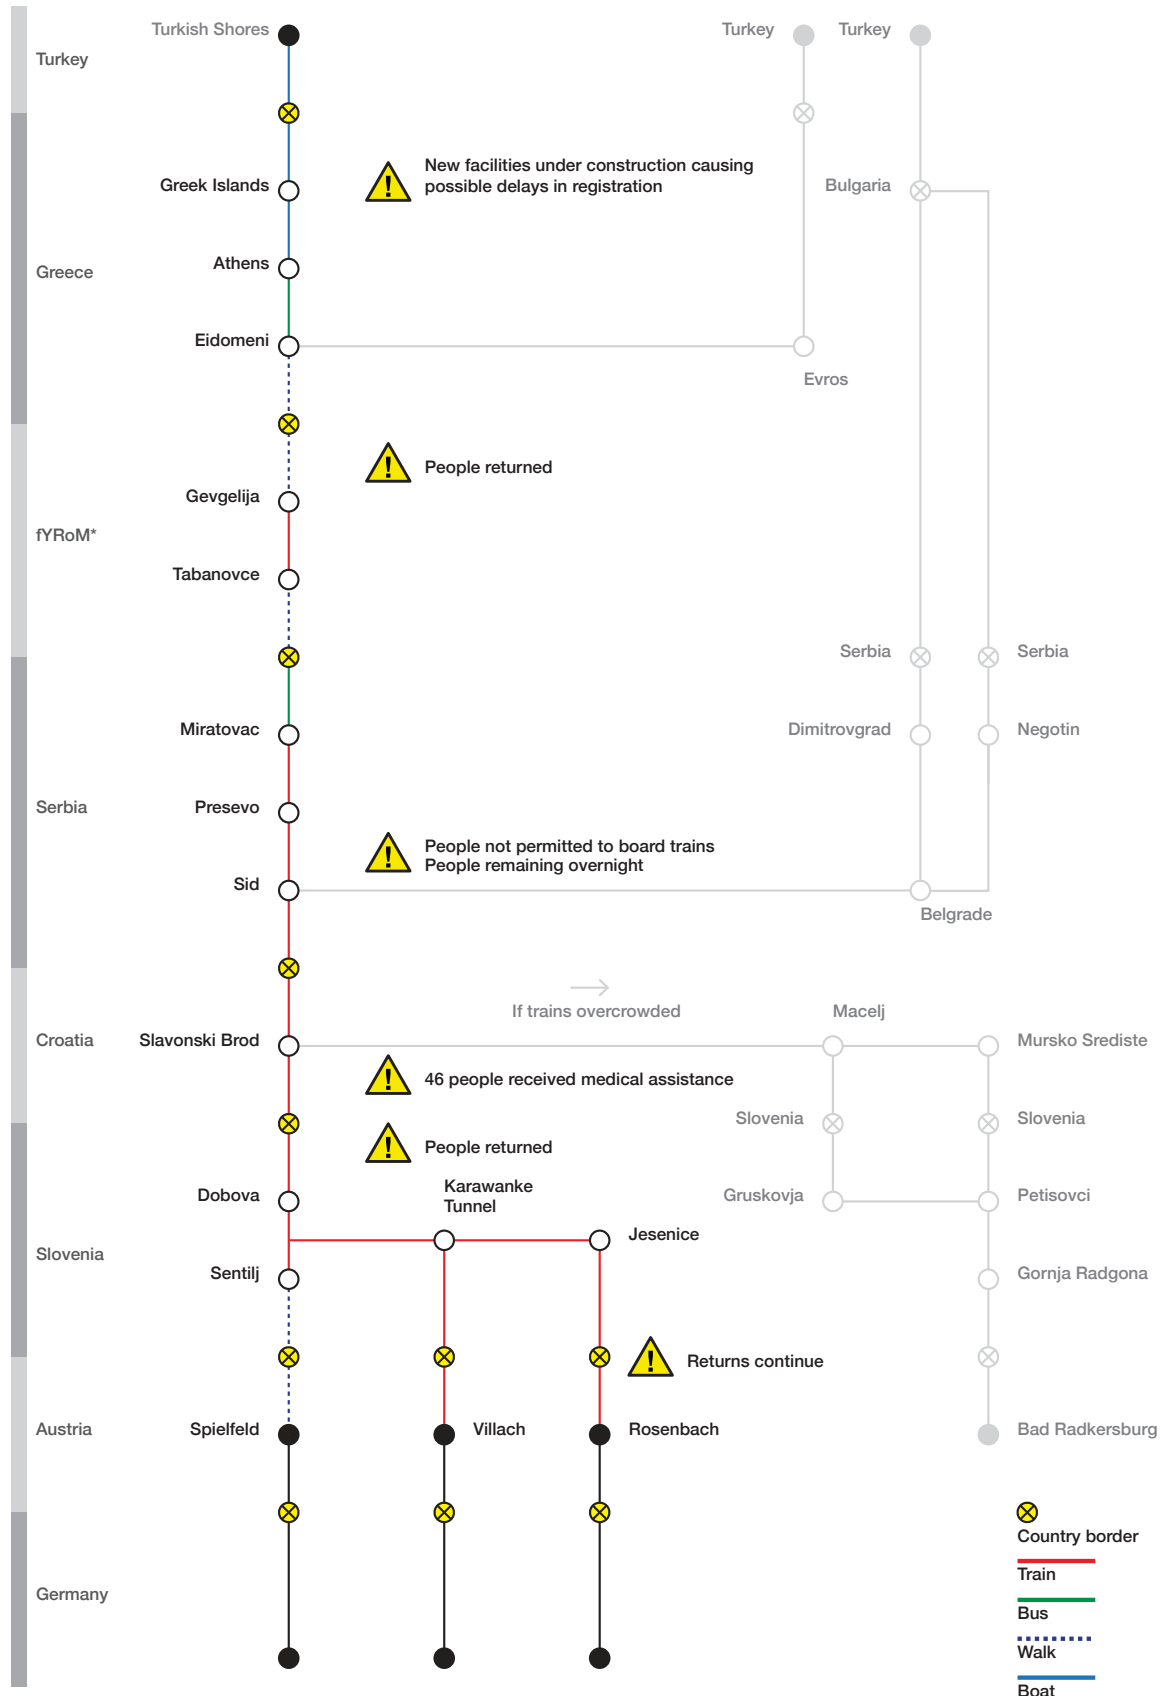 Turkish Shores
Turkey
Turkey
Turkey
New facilities under construction causing
possible delays in registration
Greek Islands
Bulgaria
Athens
Greece
Eidomeni
Evros
People returned
Gevgelija
fYRoM*
Tabanovce
Serbia
Serbia
Miratovac
Dimitrovgrad
Negotin
Serbia
Presevo
People not permitted to board trains
People remaining overnight
Sid
Belgrade
If trains overcrowded
Macelj
Croatia
Slavonski Brod
Mursko Srediste
46 people received medical assistance
Slovenia
Slovenia
People returned
Karawanke
Tunnel
Dobova
Gruskovja
Petisovci
Jesenice
Slovenia
Sentilj
Gornja Radgona
Returns continue
Austria
Spielfeld
Villach
Rosenbach
Bad Radkersburg
Country border
Train
Germany
Bus
Walk
Boat